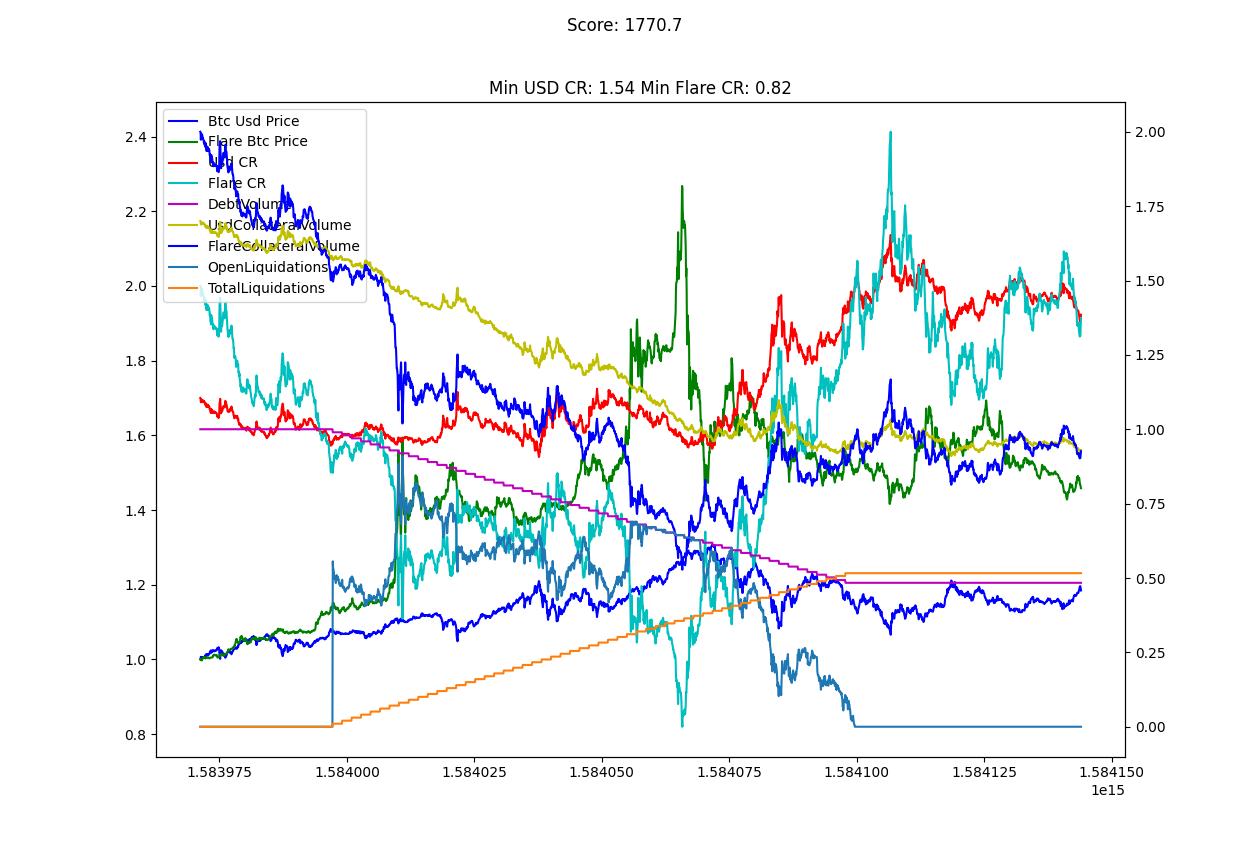 Score: 1770.7
Min USD CR: 1.54 Min Flare CR: 0.82
Btc Usd Price
Flare Btc Price
Usd CR
Flare CR
DebtVolume
UsdCollateralVolume
FlareCollateralVolume
OpenLiquidations
TotalLiquidations
2.4
2.2
2.0
1.8
1.6
1.4
1.2
1.0
0.8
2.00
1.75
1.50
1.25
1.00
0.75
0.50
0.25
0.00
1.583975
1.584000
1.584025
1.584050
1.584075
1.584100
1.584125
1.584150
1e15